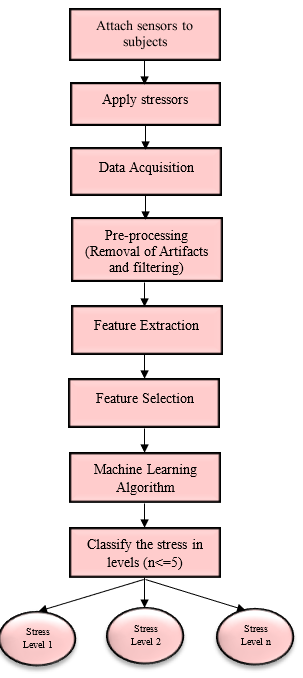 Attach sensors to
subjects
Apply stressors
Data Acquisition
Pre-processing
(Removal of Artifacts
and filtering)
Feature Extraction
Feature Selection
Machine Learning
Algorithm
Classify the stress in
levels (n<=5)
Stress
Level 1
Stress
Level 2
Stress
Level n